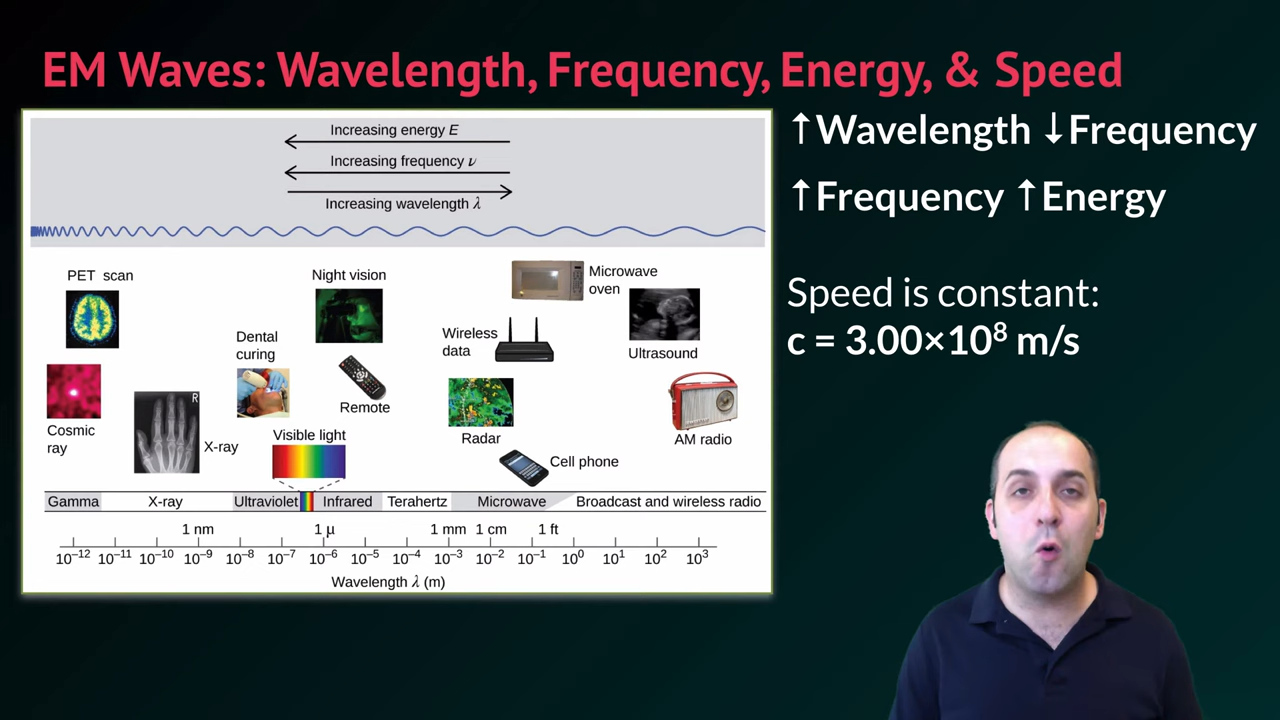 EM Waves: Wavelength, Frequency, Energy, & Speed
Increasing energy E
Increasing frequency ν
Increasing wavelength λ
PET scan
Cosmic
ray
R
X-ray
Dental
curing
Night vision
Remote
Visible light
Microwave
oven
Wireless
data
Ultrasound
Radar
AM radio
Cell phone
Gamma X-ray Ultraviolet Infrared Terahertz Microwave Broadcast and wireless radio
1 nm 1 µ 1 mm 1 cm 1 ft
10⁻¹² 10⁻¹¹ 10⁻¹⁰ 10⁻⁹ 10⁻⁸ 10⁻⁷ 10⁻⁶ 10⁻⁵ 10⁻⁴ 10⁻³ 10⁻² 10⁻¹ 10⁰ 10¹ 10² 10³
Wavelength λ (m)
↑Wavelength ↓Frequency
↑Frequency ↑Energy
Speed is constant:
c = 3.00×10⁸ m/s